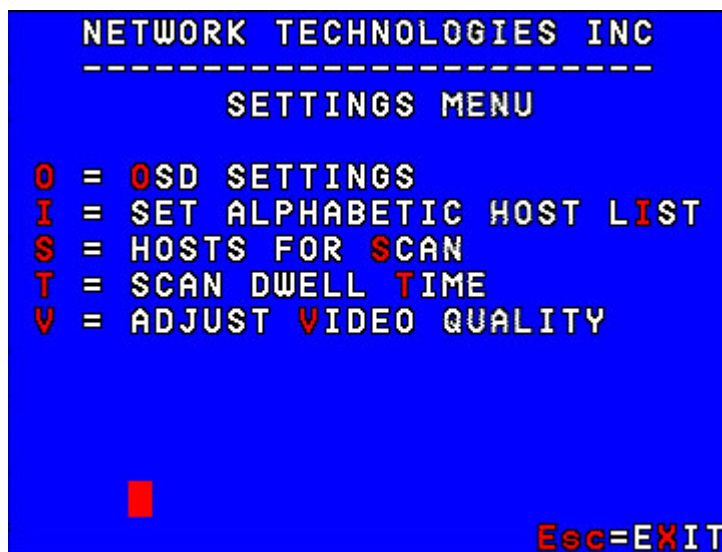 NETWORK TECHNOLOGIES INC
------------------------
SETTINGS MENU
O = OSD SETTINGS
I = SET ALPHABETIC HOST LIST
S = HOSTS FOR SCAN
T = SCAN DWELL TIME
V = ADJUST VIDEO QUALITY
Esc=EXIT